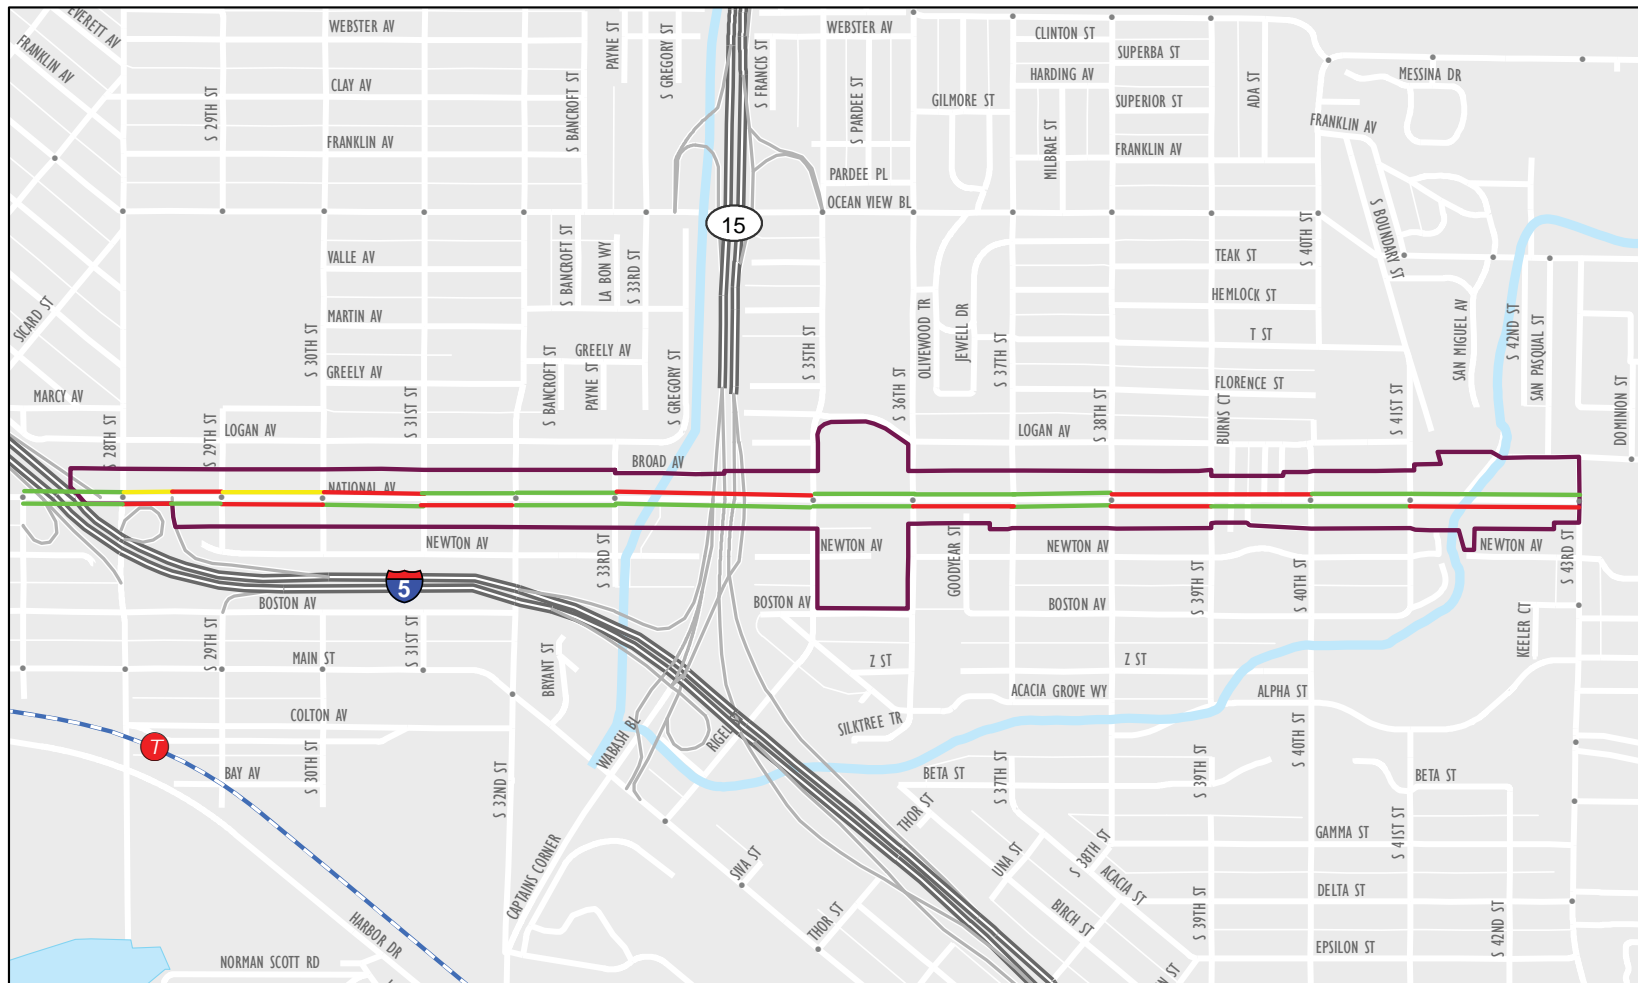 EVERETT AV
FRANKLIN AV
WEBSTER AV
PAYNE ST
S GREGORY ST
S FRANCIS ST
WEBSTER AV
CLINTON ST
SUPERBA ST
HARDING AV
MESSINA DR
CLAY AV
S 29TH ST
S BANCROFT ST
S PARDEE ST
GILMORE ST
SUPERIOR ST
ADA ST
FRANKLIN AV
MILBRAE ST
FRANKLIN AV
FRANKLIN AV
PARDEE PL
OCEAN VIEW BL
15
S BOUNDARY ST
S 40TH ST
VALLE AV
S BANCROFT ST
LA BON WY
S 33RD ST
TEAK ST
HEMLOCK ST
SICARD ST
MARTIN AV
S 30TH ST
GREELY AV
S 35TH ST
OLIVEWOOD TR
JEWELL DR
S 37TH ST
T ST
SAN MIGUEL AV
S 42ND ST
SAN PASQUAL ST
GREELY AV
S BANCROFT ST
PAYNE ST
S GREGORY ST
S 36TH ST
FLORENCE ST
MARCY AV
S 28TH ST
S 29TH ST
S 31ST ST
S 38TH ST
BURNS CT
S 41ST ST
DOMINION ST
LOGAN AV
LOGAN AV
BROAD AV
NATIONAL AV
NEWTON AV
S 33RD ST
NEWTON AV
GOODYEAR ST
NEWTON AV
S 39TH ST
S 40TH ST
NEWTON AV
S 43RD ST
5
BOSTON AV
BOSTON AV
BOSTON AV
S 29TH ST
S 31ST ST
KEELER CT
MAIN ST
BRYANT ST
Z ST
Z ST
ACACIA GROVE WY
ALPHA ST
COLTON AV
WABASH BL
RIGEL
SILKTREE TR
S 40TH ST
T
BAY AV
S 30TH ST
S 32ND ST
BETA ST
S 37TH ST
S 39TH ST
BETA ST
THOR ST
S 41ST ST
GAMMA ST
CAPTAINS CORNER
SIVA ST
UNA ST
S 38TH ST
ACACIA ST
DELTA ST
HARBOR DR
THOR ST
BIRCH ST
S 39TH ST
S 42ND ST
EPSILON ST
NORMAN SCOTT RD
ST